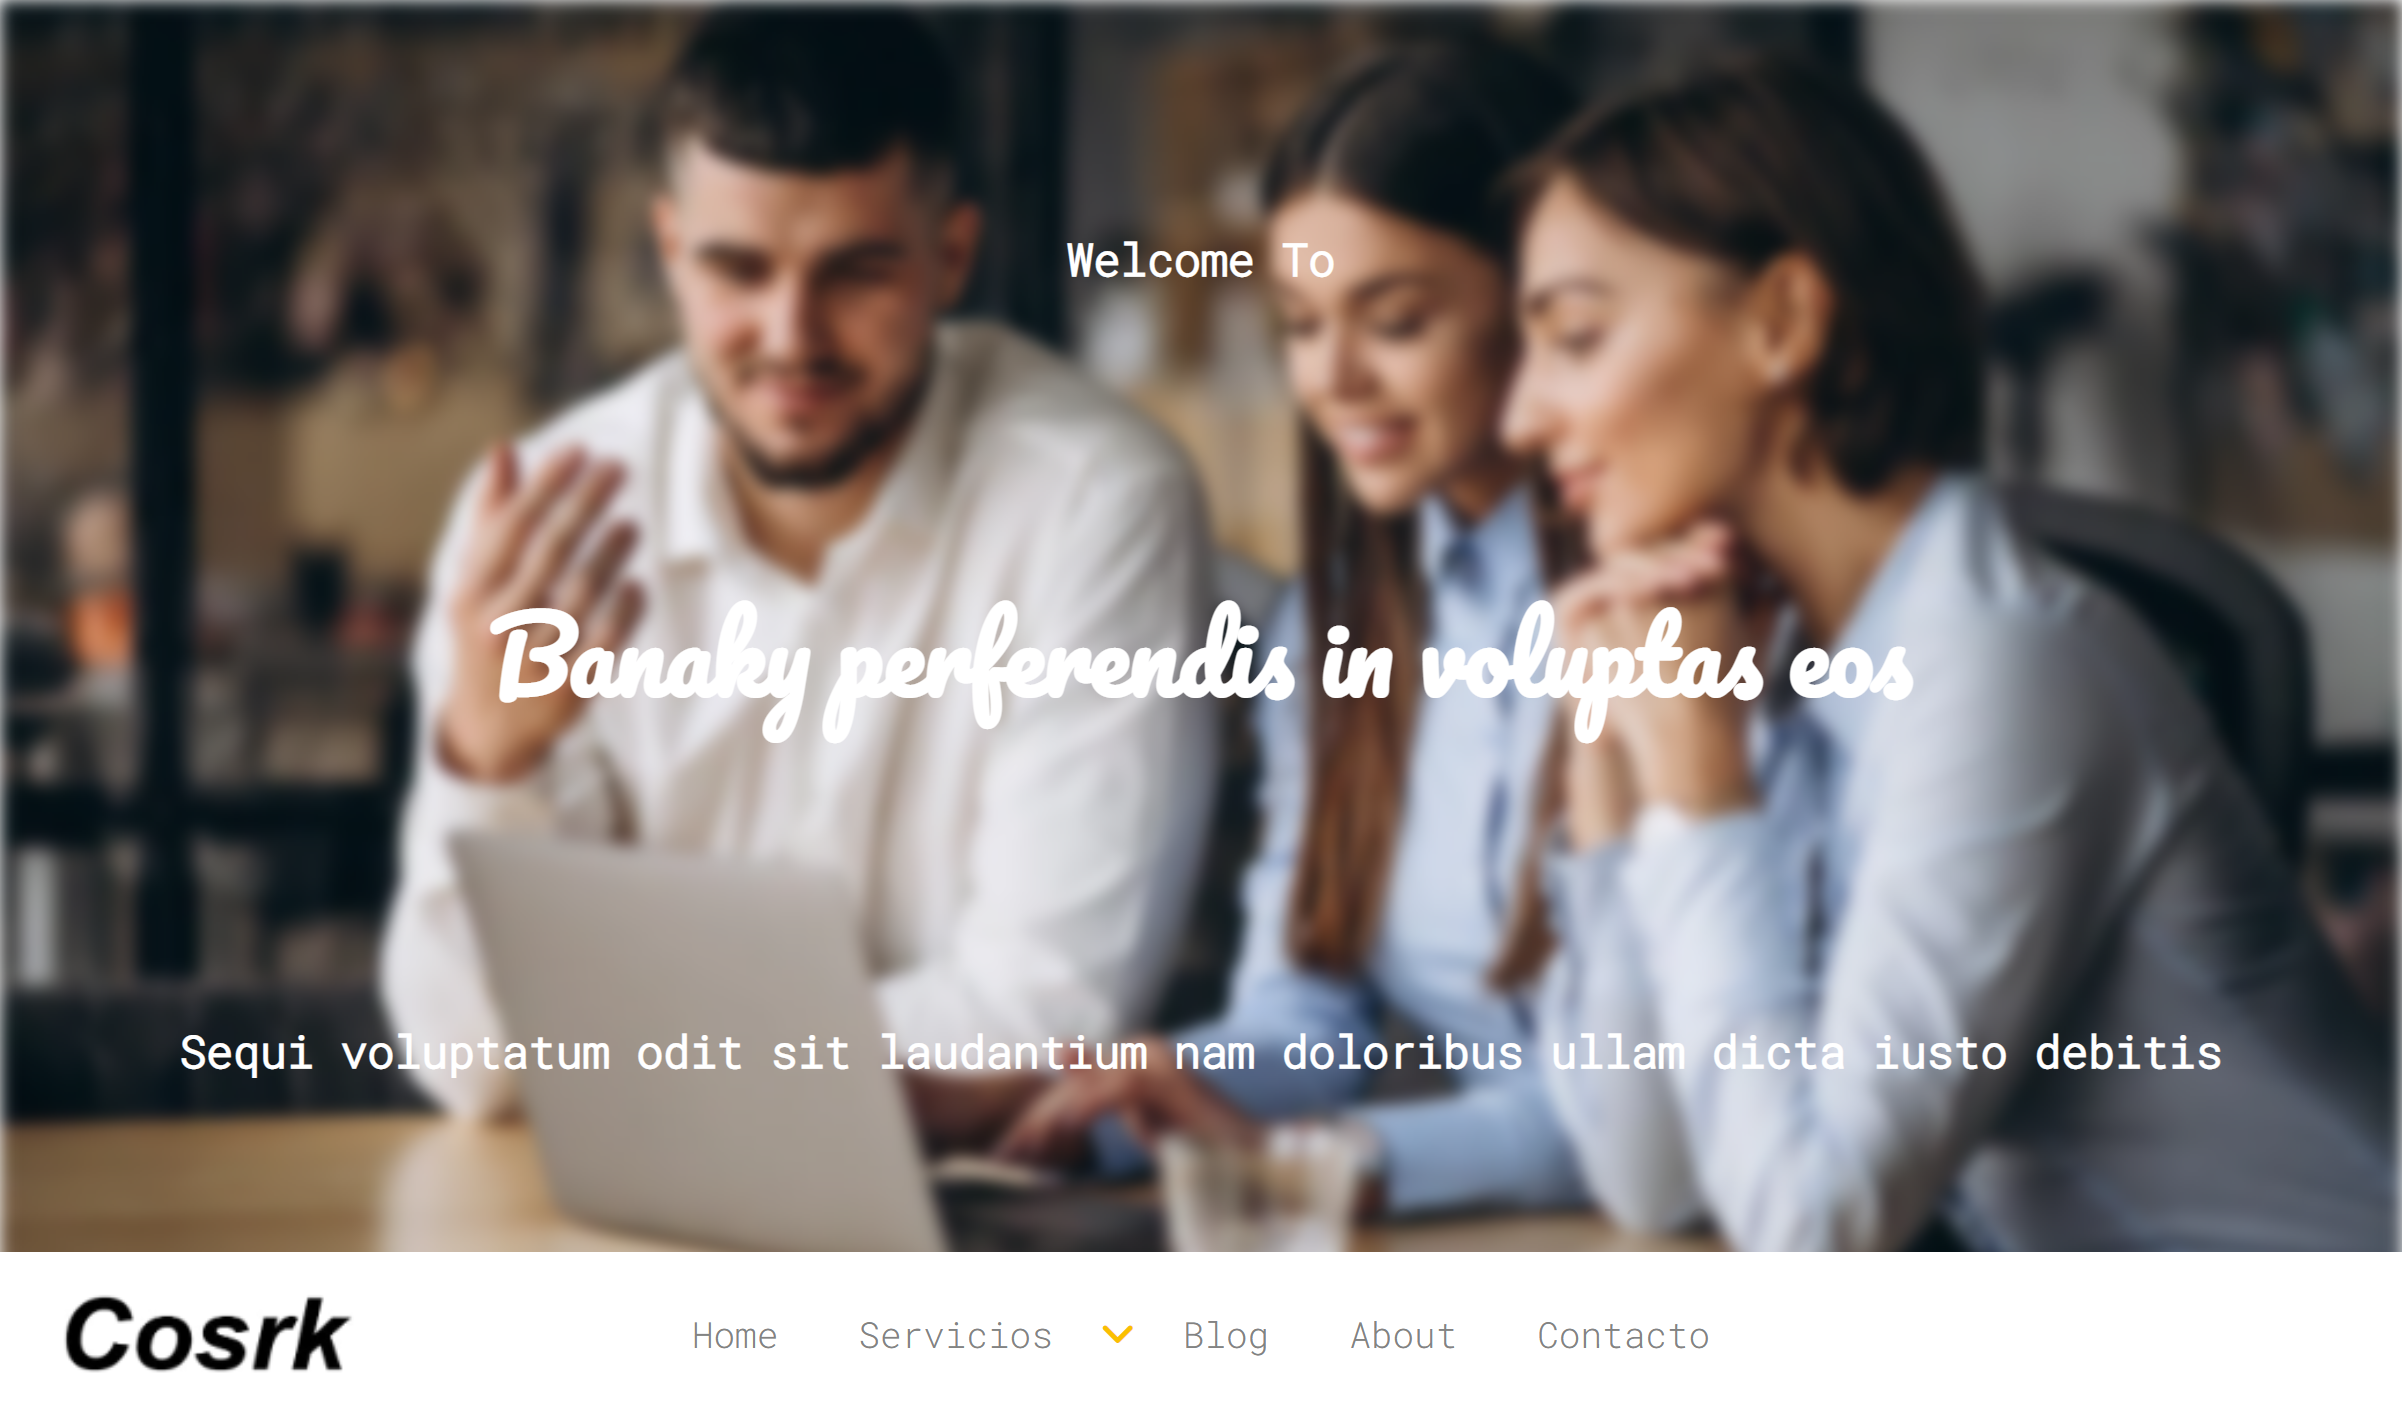 Welcome To
Banaky perferendis in voluptas eos
Sequi voluptatum odit sit laudantium nam doloribus ullam dicta iusto debitis
Cosrk
Home Servicios Blog About Contacto